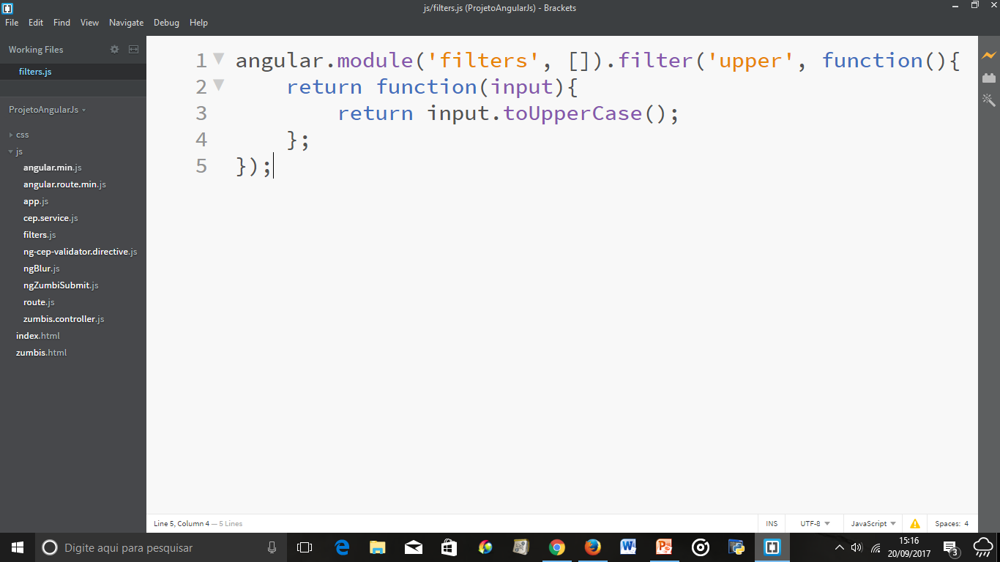 js/filters.js (ProjetoAngularJs) - Brackets
File Edit Find View Navigate Debug Help
Working Files
filters.js
ProjetoAngularJs
css
js
angular.min.js
angular.route.min.js
app.js
cep.service.js
filters.js
ng-cep-validator.directive.js
ngBlur.js
ngZumbiSubmit.js
route.js
zumbis.controller.js
index.html
zumbis.html
1 angular.module('filters', []).filter('upper', function(){
2 return function(input){
3 return input.toUpperCase();
4 };
5 });
Line 5, Column 4 — 5 Lines
INS UTF-8 JavaScript Spaces: 4
Digite aqui para pesquisar
15:16
20/09/2017
3